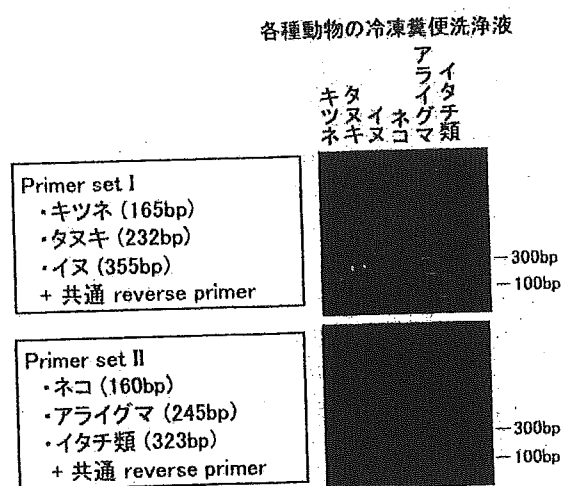 各種動物の冷凍糞便洗浄液
キツネ
タヌキ
イヌ
ネコ
アライグマ
イタチ類
Primer set I
・キツネ (165bp)
・タヌキ (232bp)
・イヌ (355bp)
+ 共通 reverse primer
300bp
100bp
Primer set II
・ネコ (160bp)
・アライグマ (245bp)
・イタチ類 (323bp)
+ 共通 reverse primer
300bp
100bp